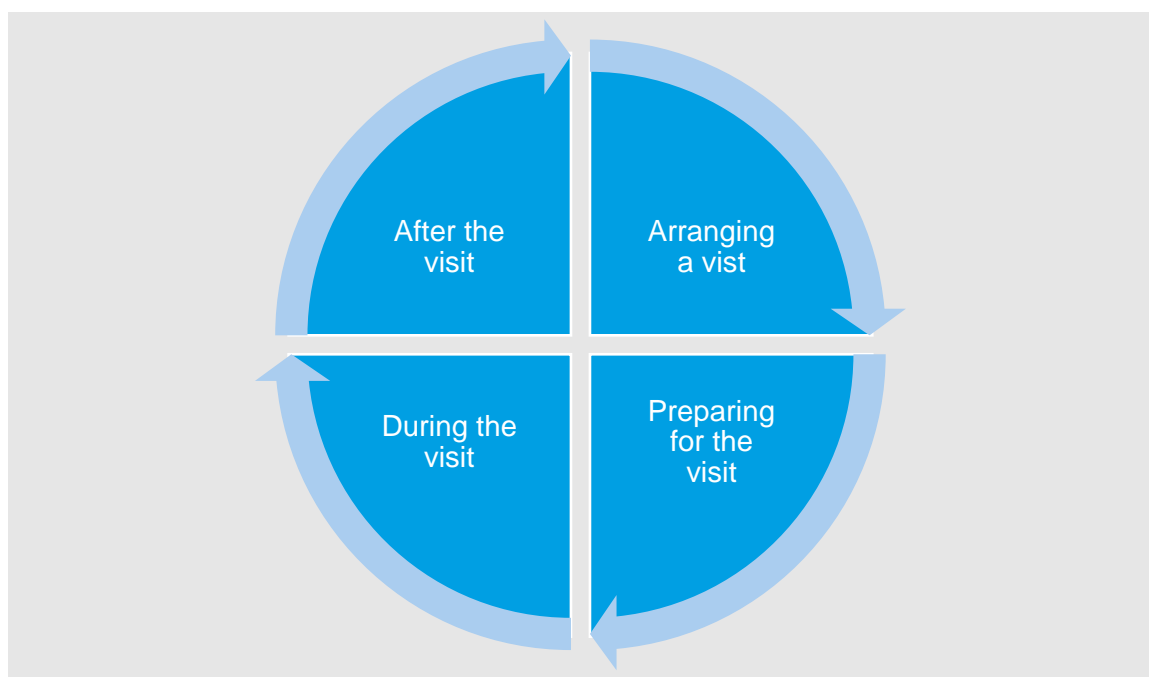 After the
visit
Arranging
a vist
During the
visit
Preparing
for the
visit